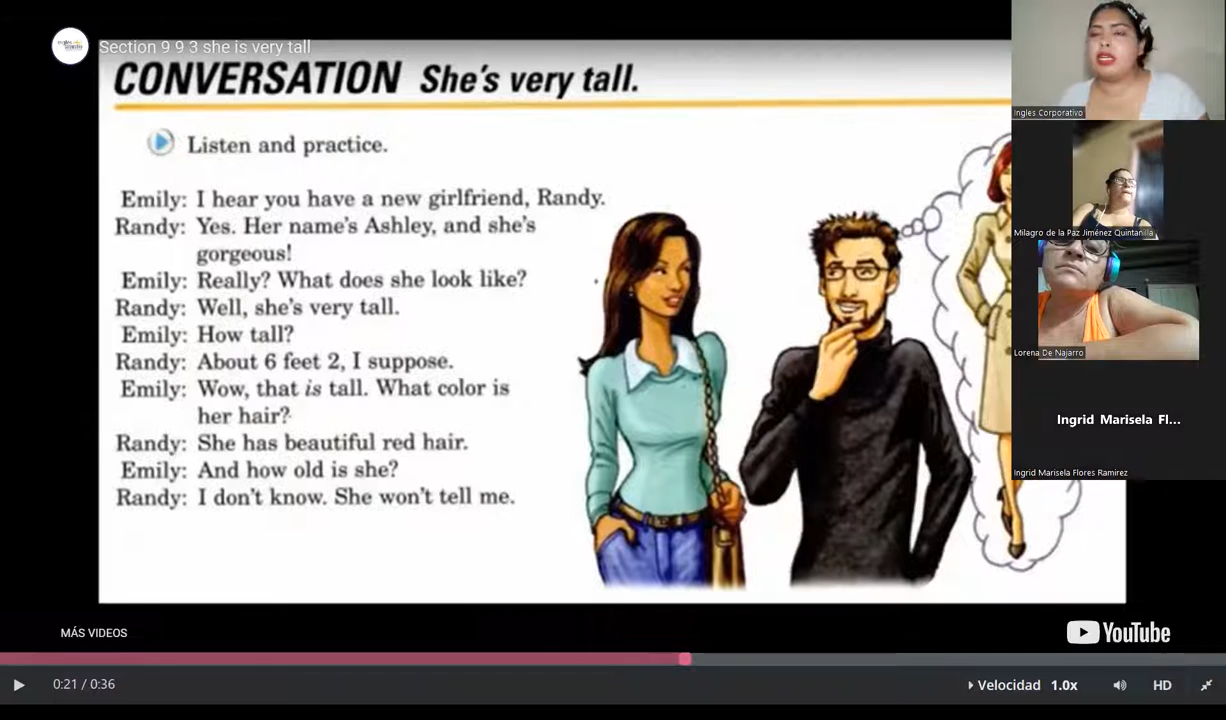 Section 9 9 3 she is very tall
CONVERSATION She's very tall.
Listen and practice.
Emily: I hear you have a new girlfriend, Randy.
Randy: Yes. Her name's Ashley, and she's
gorgeous!
Emily: Really? What does she look like?
Randy: Well, she's very tall.
Emily: How tall?
Randy: About 6 feet 2, I suppose.
Emily: Wow, that is tall. What color is
her hair?
Randy: She has beautiful red hair.
Emily: And how old is she?
Randy: I don't know. She won't tell me.
Ingles Corporativo
Milagro de la Paz Jiménez Quintanilla
Lorena De Najarro
Ingrid Marisela Fl...
Ingrid Marisela Flores Ramirez
MÁS VIDEOS
YouTube
0:21 / 0:36
Velocidad 1.0x
HD